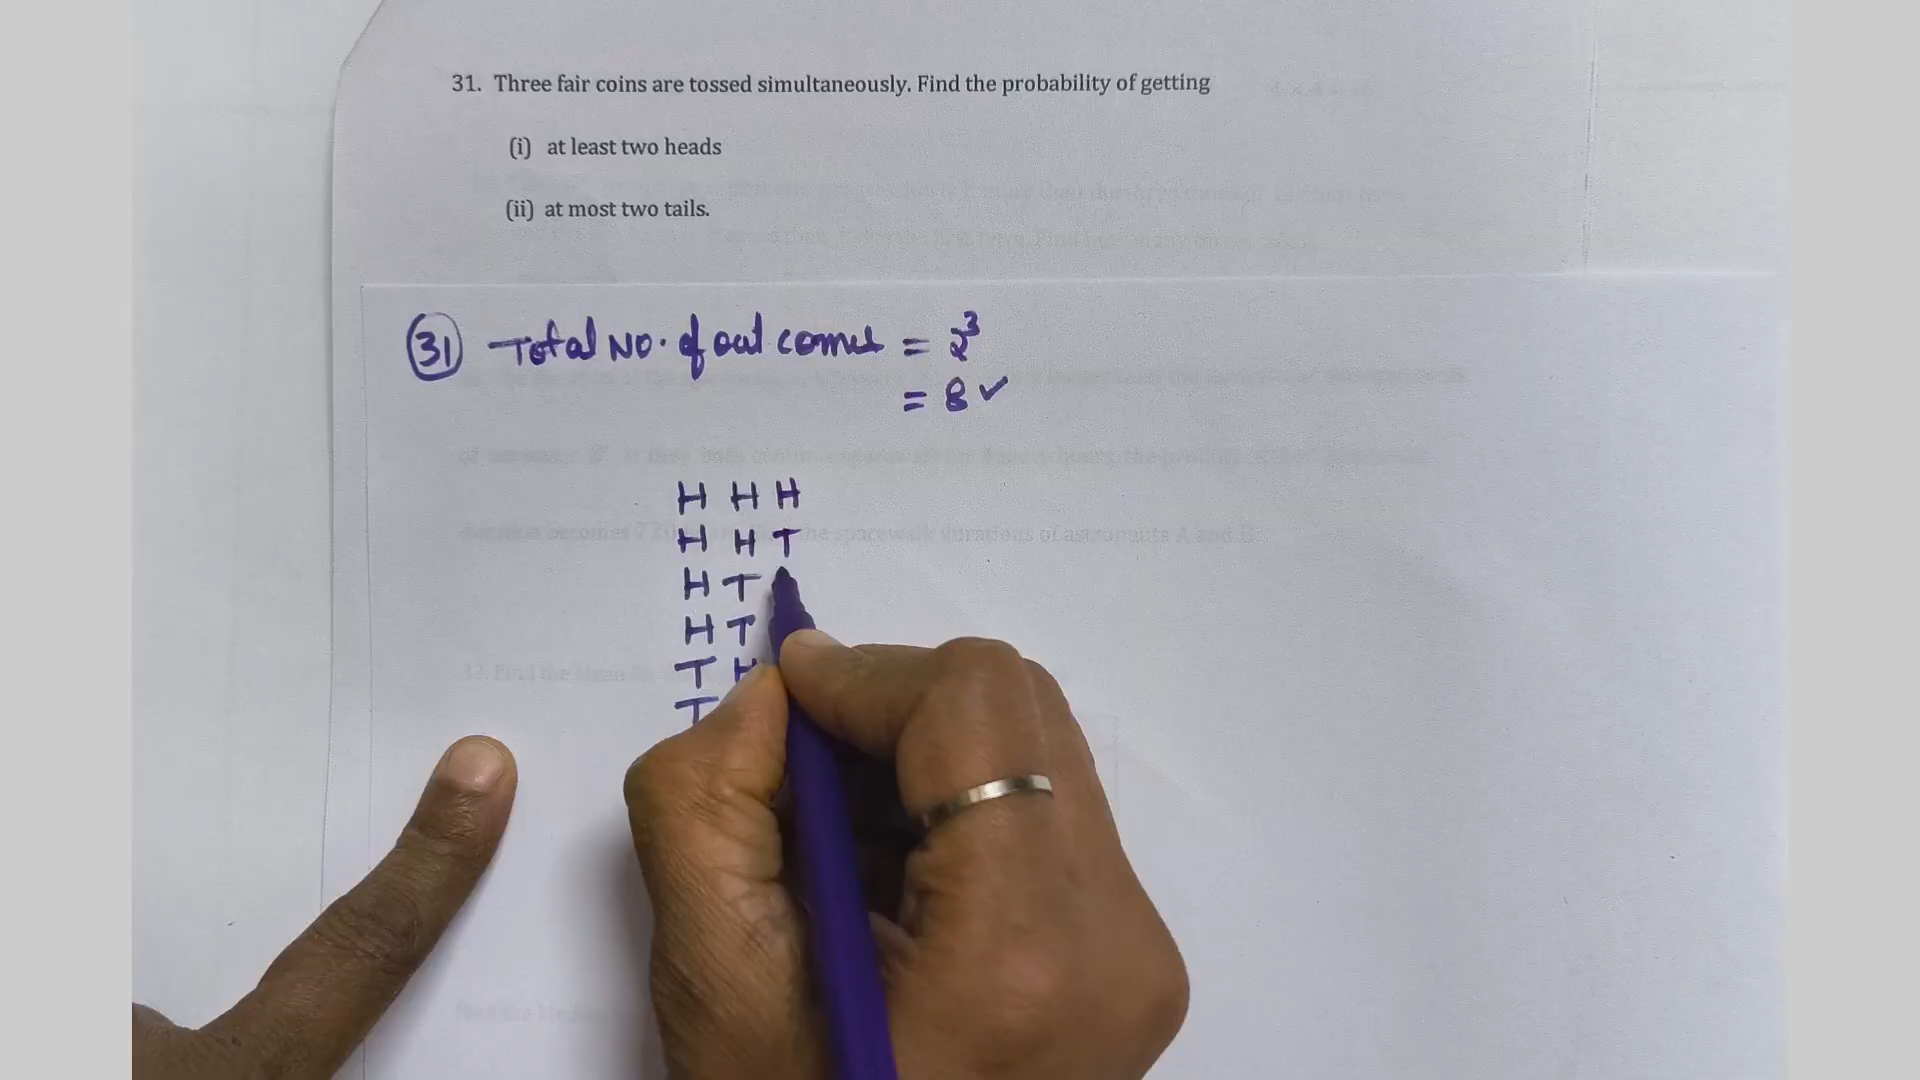 31. Three fair coins are tossed simultaneously. Find the probability of getting
(i) at least two heads
(ii) at most two tails.
31 Total No. of out comes = 2³
= 8 ✓
H H H
H H T
H T
H T
T H
T